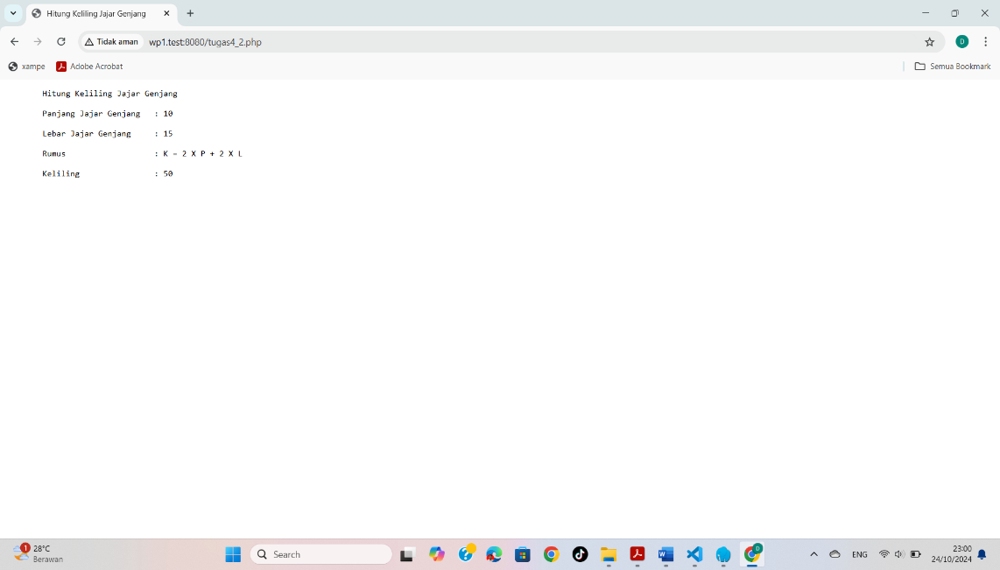 Hitung Keliling Jajar Genjang
Tidak aman
wp1.test:8080/tugas4_2.php
D
xampe
Adobe Acrobat
Semua Bookmark
Hitung Keliling Jajar Genjang
Panjang Jajar Genjang : 10
Lebar Jajar Genjang : 15
Rumus : K = 2 X P + 2 X L
Keliling : 50
1
28°C
Berawan
Search
D
ENG
23:00
24/10/2024